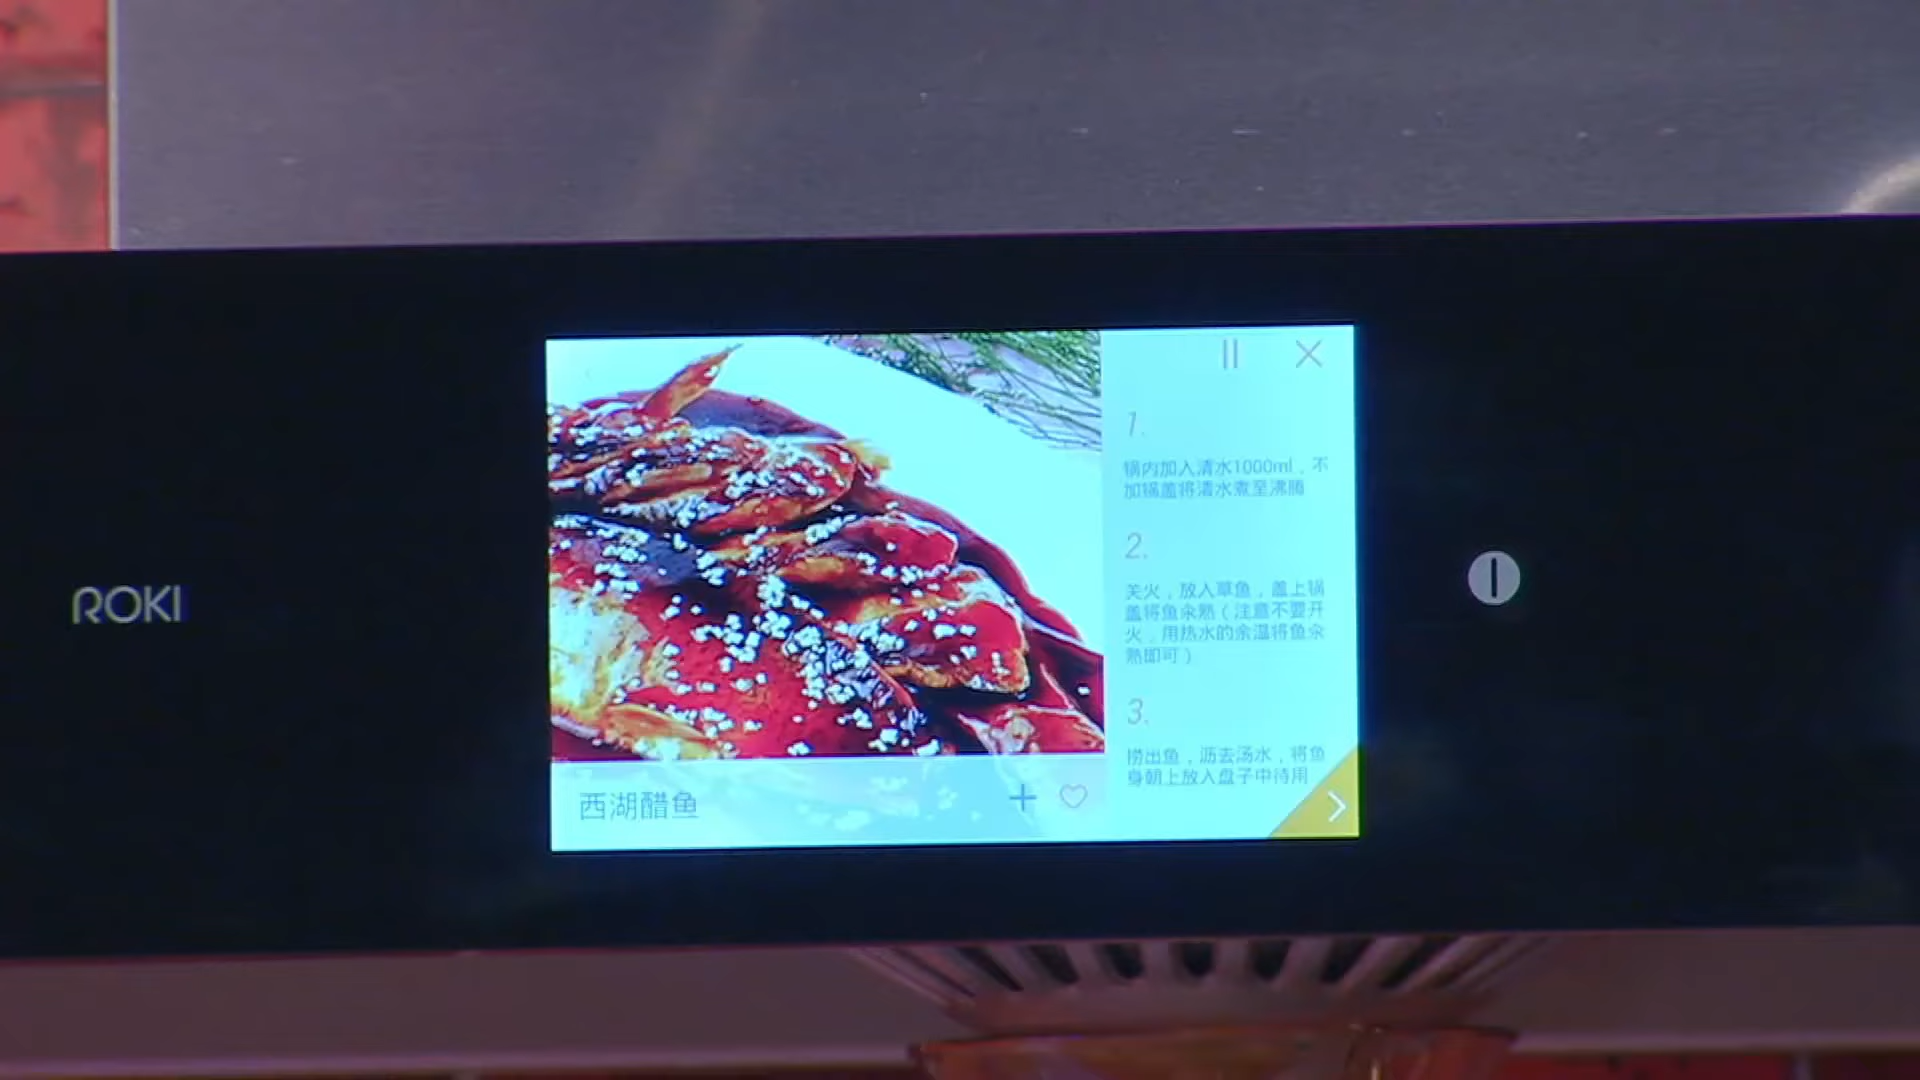 ROKI
西湖醋鱼
1.
锅内加入清水1000ml，不
加锅盖将清水煮至沸腾
2.
关火，放入草鱼，盖上锅
盖将鱼汆熟（注意不要开
火，用热水的余温将鱼汆
熟即可）
3.
捞出鱼，沥去汤水，将鱼
身朝上放入盘子中待用